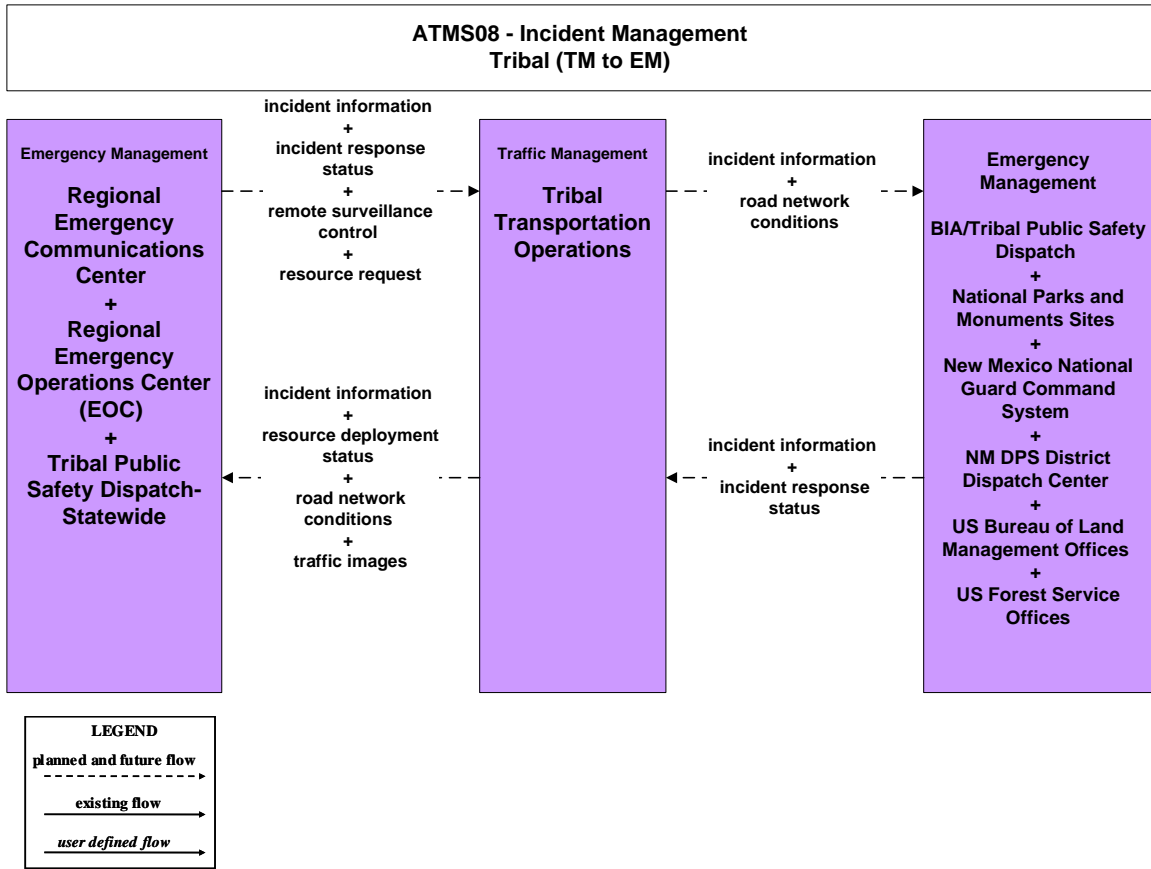 ATMS08 - Incident Management
Tribal (TM to EM)
Emergency Management
Regional
Emergency
Communications
Center
+
Regional
Emergency
Operations Center
(EOC)
+
Tribal Public
Safety Dispatch-
Statewide
incident information
+
incident response
status
+
remote surveillance
control
+
resource request
incident information
+
resource deployment
status
+
road network
conditions
+
traffic images
Traffic Management
Tribal
Transportation
Operations
incident information
+
road network
conditions
incident information
+
incident response
status
Emergency
Management
BIA/Tribal Public Safety
Dispatch
+
National Parks and
Monuments Sites
+
New Mexico National
Guard Command
System
+
NM DPS District
Dispatch Center
+
US Bureau of Land
Management Offices
+
US Forest Service
Offices
LEGEND
planned and future flow
existing flow
user defined flow